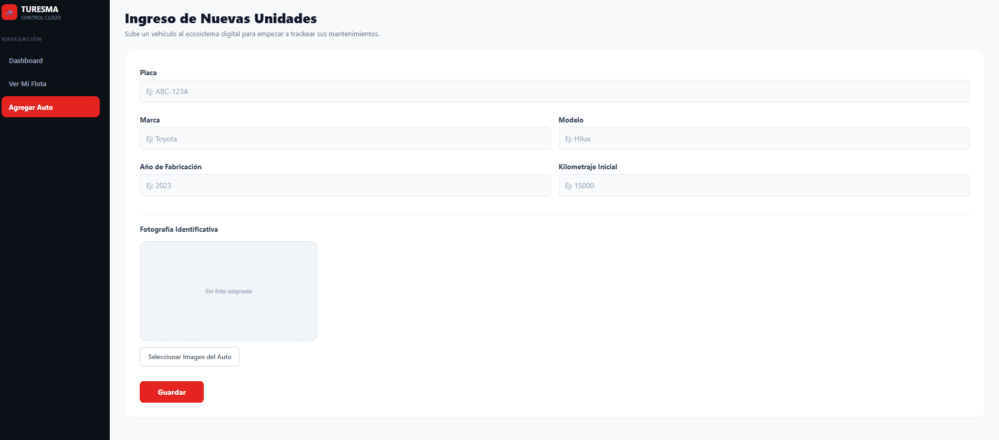 TURESMA
CONTROL CLOUD
NAVEGACIÓN
Dashboard
Ver Mi Flota
Agregar Auto
Ingreso de Nuevas Unidades
Sube un vehículo al ecosistema digital para empezar a trackear sus mantenimientos.
Placa
Ej: ABC-1234
Marca
Modelo
Ej: Toyota
Ej: Hilux
Año de Fabricación
Kilometraje Inicial
Ej: 2023
Ej: 15000
Fotografía Identificativa
Sin foto asignada
Seleccionar Imagen del Auto
Guardar